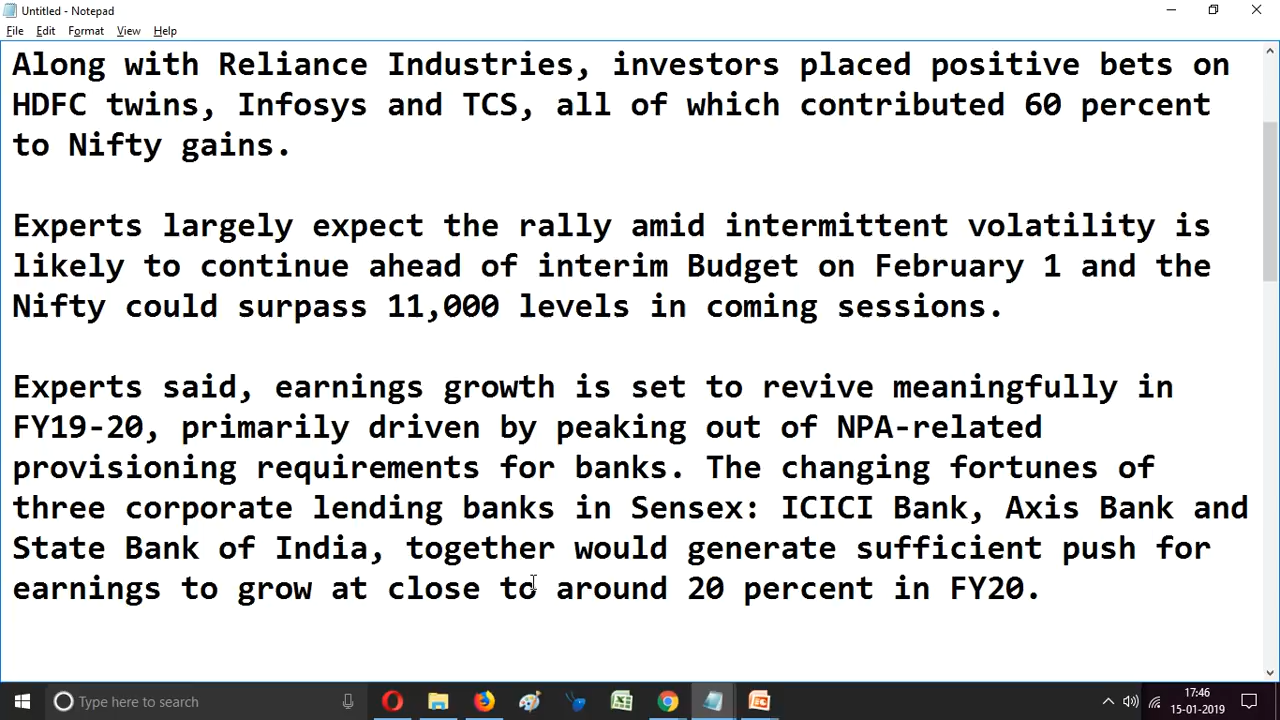 Untitled - Notepad
File Edit Format View Help
Along with Reliance Industries, investors placed positive bets on
HDFC twins, Infosys and TCS, all of which contributed 60 percent
to Nifty gains.
Experts largely expect the rally amid intermittent volatility is
likely to continue ahead of interim Budget on February 1 and the
Nifty could surpass 11,000 levels in coming sessions.
Experts said, earnings growth is set to revive meaningfully in
FY19-20, primarily driven by peaking out of NPA-related
provisioning requirements for banks. The changing fortunes of
three corporate lending banks in Sensex: ICICI Bank, Axis Bank and
State Bank of India, together would generate sufficient push for
earnings to grow at close to around 20 percent in FY20.
Type here to search
17:46
15-01-2019